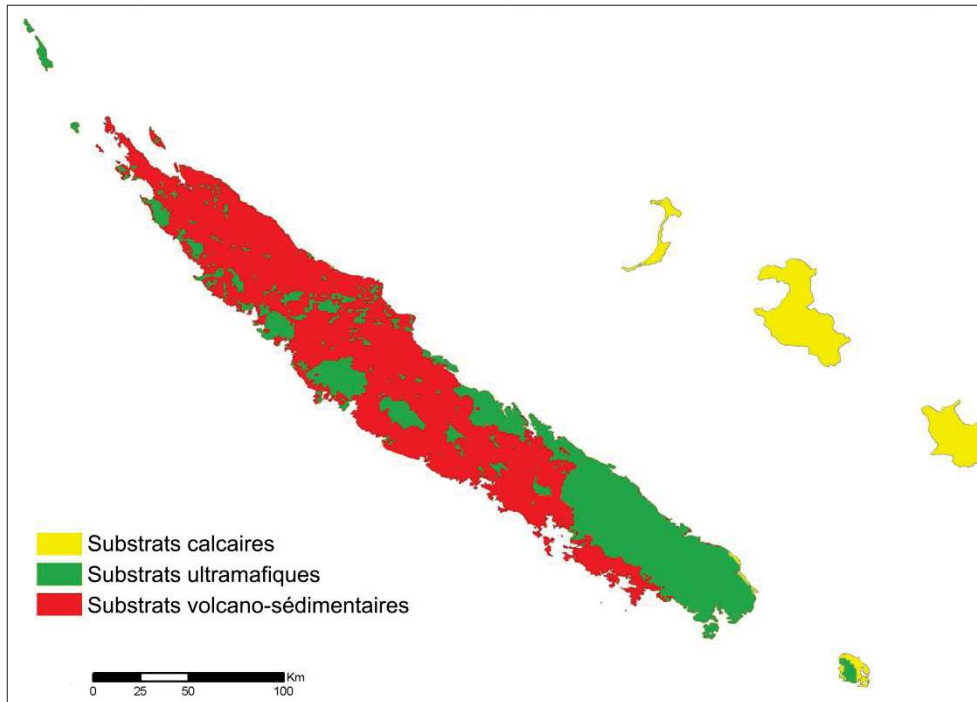 Substrats calcaires
Substrats ultramafiques
Substrats volcano-sédimentaires
Km
0 25 50 100